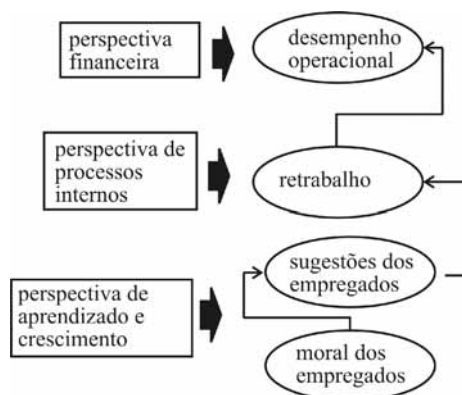 perspectiva
financeira
desempenho
operacional
perspectiva de
processos
internos
retrabalho
perspectiva de
aprendizado e
crescimento
sugestões dos
empregados
moral dos
empregados